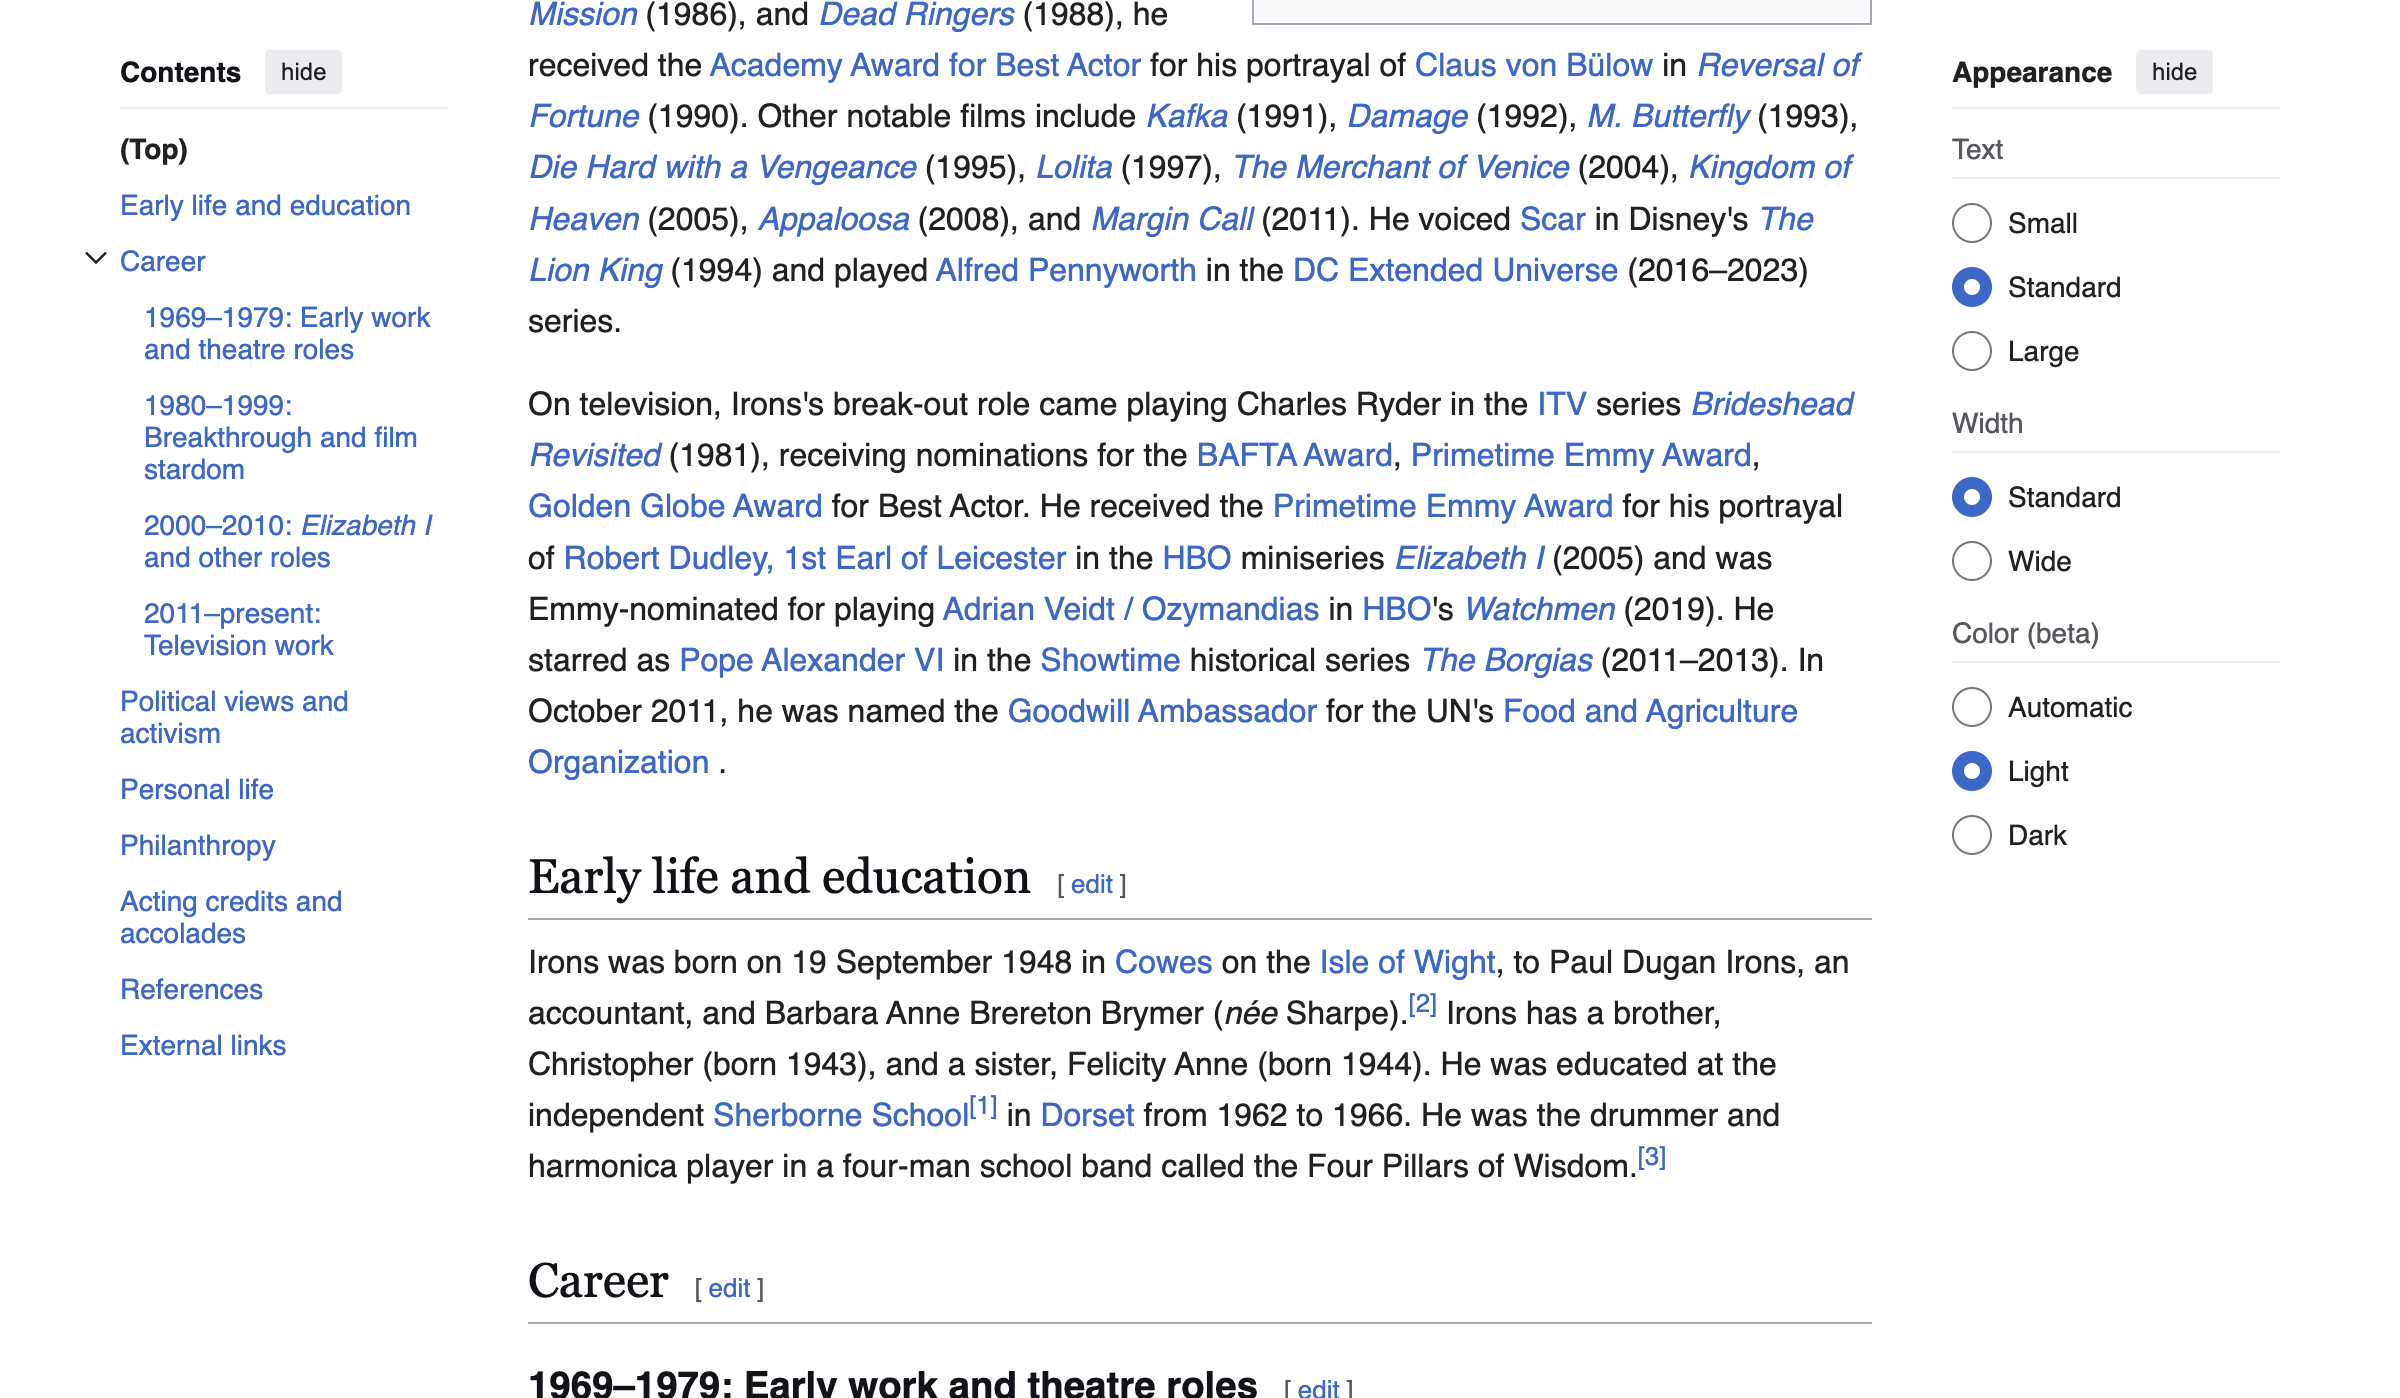 Contents hide
(Top)
Early life and education
Career
1969–1979: Early work
and theatre roles
1980–1999:
Breakthrough and film
stardom
2000–2010: Elizabeth I
and other roles
2011–present:
Television work
Political views and
activism
Personal life
Philanthropy
Acting credits and
accolades
References
External links
Mission (1986), and Dead Ringers (1988), he
received the Academy Award for Best Actor for his portrayal of Claus von Bülow in Reversal of
Fortune (1990). Other notable films include Kafka (1991), Damage (1992), M. Butterfly (1993),
Die Hard with a Vengeance (1995), Lolita (1997), The Merchant of Venice (2004), Kingdom of
Heaven (2005), Appaloosa (2008), and Margin Call (2011). He voiced Scar in Disney's The
Lion King (1994) and played Alfred Pennyworth in the DC Extended Universe (2016–2023)
series.
On television, Irons's break-out role came playing Charles Ryder in the ITV series Brideshead
Revisited (1981), receiving nominations for the BAFTA Award, Primetime Emmy Award,
Golden Globe Award for Best Actor. He received the Primetime Emmy Award for his portrayal
of Robert Dudley, 1st Earl of Leicester in the HBO miniseries Elizabeth I (2005) and was
Emmy-nominated for playing Adrian Veidt / Ozymandias in HBO's Watchmen (2019). He
starred as Pope Alexander VI in the Showtime historical series The Borgias (2011–2013). In
October 2011, he was named the Goodwill Ambassador for the UN's Food and Agriculture
Organization .
Early life and education [ edit ]
Irons was born on 19 September 1948 in Cowes on the Isle of Wight, to Paul Dugan Irons, an
accountant, and Barbara Anne Brereton Brymer (née Sharpe).[2] Irons has a brother,
Christopher (born 1943), and a sister, Felicity Anne (born 1944). He was educated at the
independent Sherborne School[1] in Dorset from 1962 to 1966. He was the drummer and
harmonica player in a four-man school band called the Four Pillars of Wisdom.[3]
Career [ edit ]
1969–1979: Early work and theatre roles [ edit ]
Appearance hide
Text
Small
Standard
Large
Width
Standard
Wide
Color (beta)
Automatic
Light
Dark